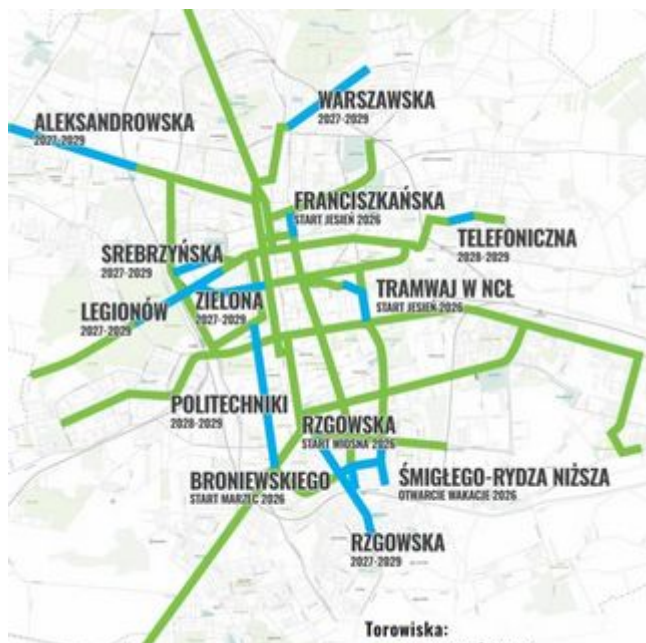 WARSZAWSKA
2027-2029
ALEKSANDROWSKA
2027-2029
FRANCISZKAŃSKA
START JESIEŃ 2026
TELEFONICZNA
2028-2029
SREBRZYŃSKA
2027-2029
ZIELONA
2027-2029
TRAMWAJ W NCŁ
START JESIEŃ 2026
LEGIONÓW
2027-2029
POLITECHNIKI
2028-2029
RZGOWSKA
START WIOSNA 2026
BRONIEWSKIEGO
START MARZEC 2026
ŚMIGŁEGO-RYDZA NIŻSZA
OTWARCIE WAKACJE 2026
RZGOWSKA
2027-2029
Torowiska: